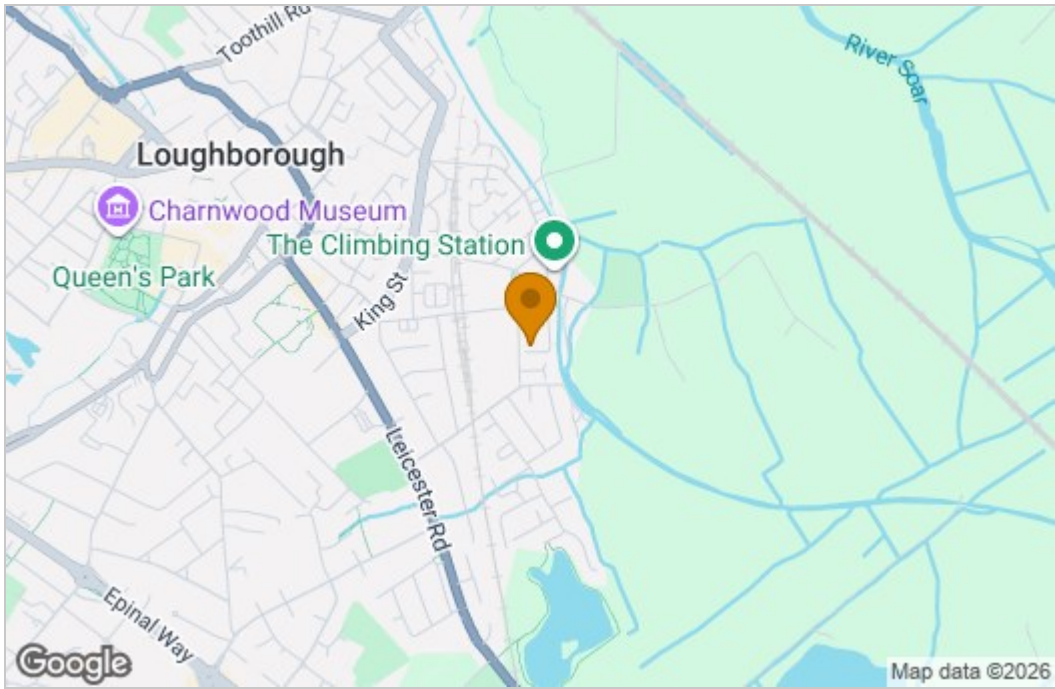 Toothill Rd
River Soar
Loughborough
Charnwood Museum
The Climbing Station
Queen's Park
King St
Leicester Rd
Epinal Way
Google
Map data ©2026